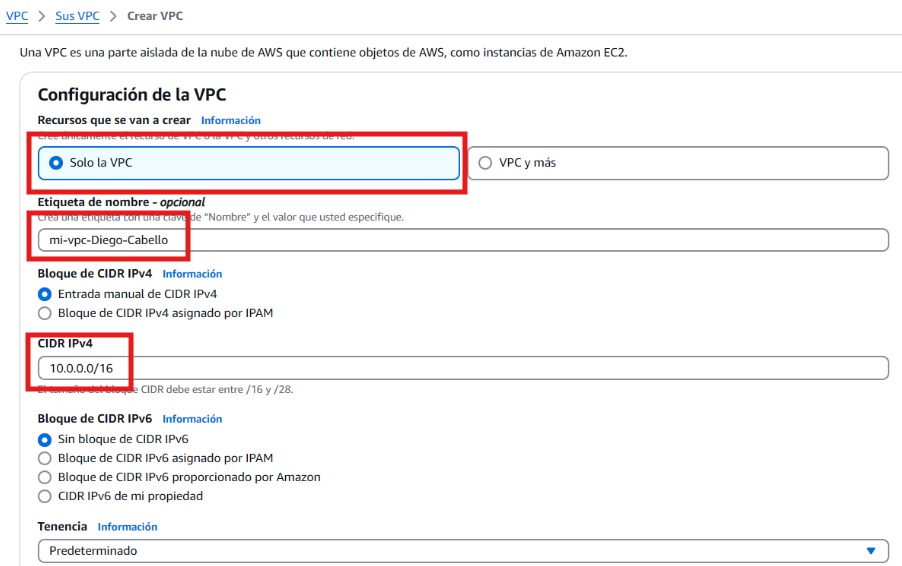 VPC > Sus VPC > Crear VPC
Una VPC es una parte aislada de la nube de AWS que contiene objetos de AWS, como instancias de Amazon EC2.
Configuración de la VPC
Recursos que se van a crear Información
Cree únicamente el recurso de VPC o la VPC y otros recursos de red.
Solo la VPC
VPC y más
Etiqueta de nombre - opcional
Crea una etiqueta con una clave de “Nombre” y el valor que usted especifique.
mi-vpc-Diego-Cabello
Bloque de CIDR IPv4 Información
Entrada manual de CIDR IPv4
Bloque de CIDR IPv4 asignado por IPAM
CIDR IPv4
10.0.0.0/16
El tamaño del bloque CIDR debe estar entre /16 y /28.
Bloque de CIDR IPv6 Información
Sin bloque de CIDR IPv6
Bloque de CIDR IPv6 asignado por IPAM
Bloque de CIDR IPv6 proporcionado por Amazon
CIDR IPv6 de mi propiedad
Tenencia Información
Predeterminado